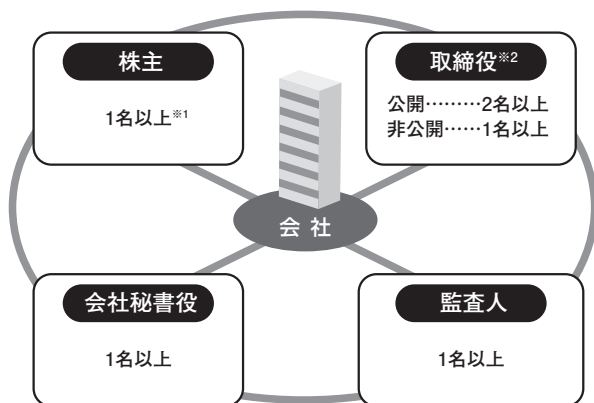 株主
1名以上※1
取締役※2
公開………2名以上
非公開……1名以上
会社
会社秘書役
1名以上
監査人
1名以上